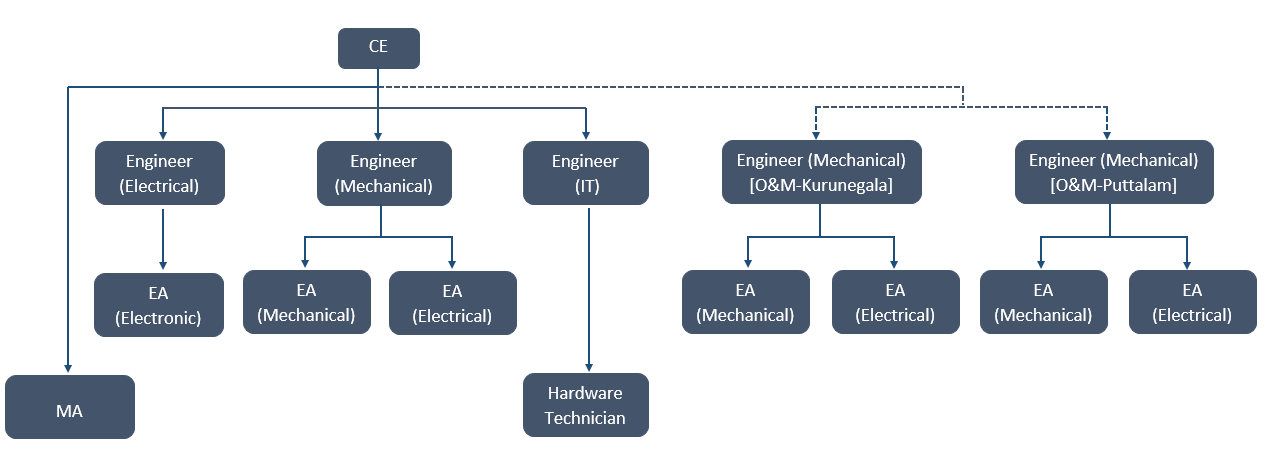 CE
Engineer
(Electrical)
Engineer
(Mechanical)
Engineer
(IT)
Engineer (Mechanical)
[O&M-Kurunegala]
Engineer (Mechanical)
[O&M-Puttalam]
EA
(Electronic)
EA
(Mechanical)
EA
(Electrical)
EA
(Mechanical)
EA
(Electrical)
EA
(Mechanical)
EA
(Electrical)
MA
Hardware
Technician